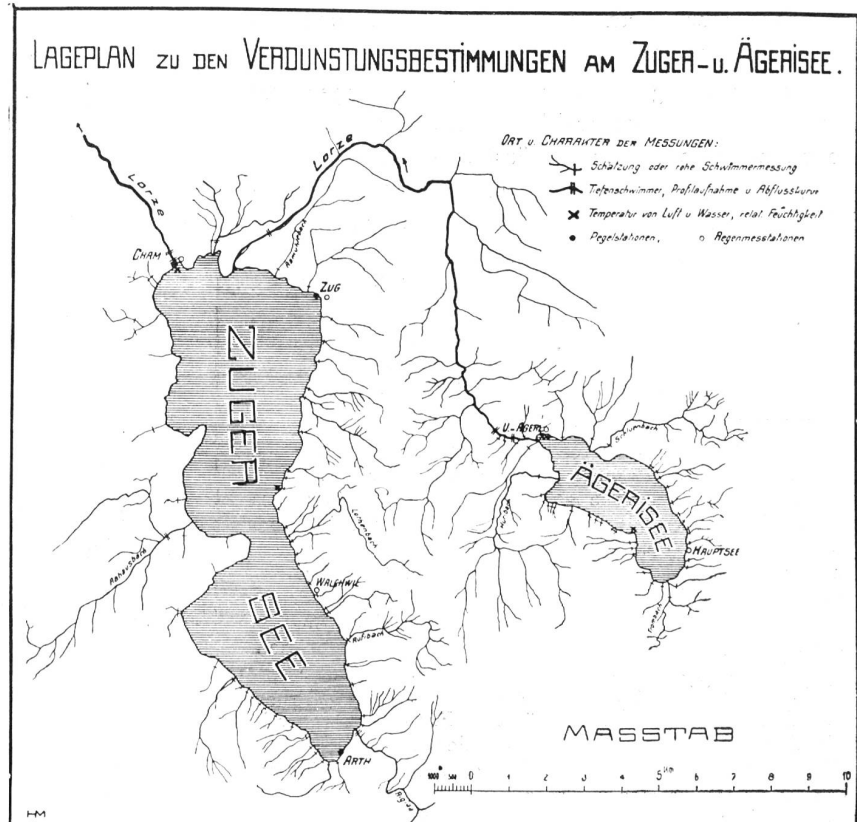 LAGEPLAN ZU DEN VERDUNSTUNGSBESTIMMUNGEN AM ZUGER- U. ÄGERISEE.
ORT U. CHARAKTER DER MESSUNGEN:
Schätzung oder rohe Schwimmermessung
Tiefenschwimmer, Profilaufnahme u Abflusskurve
Temperatur von Luft u Wasser, relat. Feuchtigkeit
Pegelstationen, Regenmesstationen
LORZE
LORZE
CHAM
ZUG
ZUGER
SEE
U-ÄGERI
ÄGERISEE
HAUPTSEE
WALCHWIL
Rufibach
ARTH
MASSTAB
1000 500 0 1 2 3 4 5 KM 6 7 8 9 10
HM